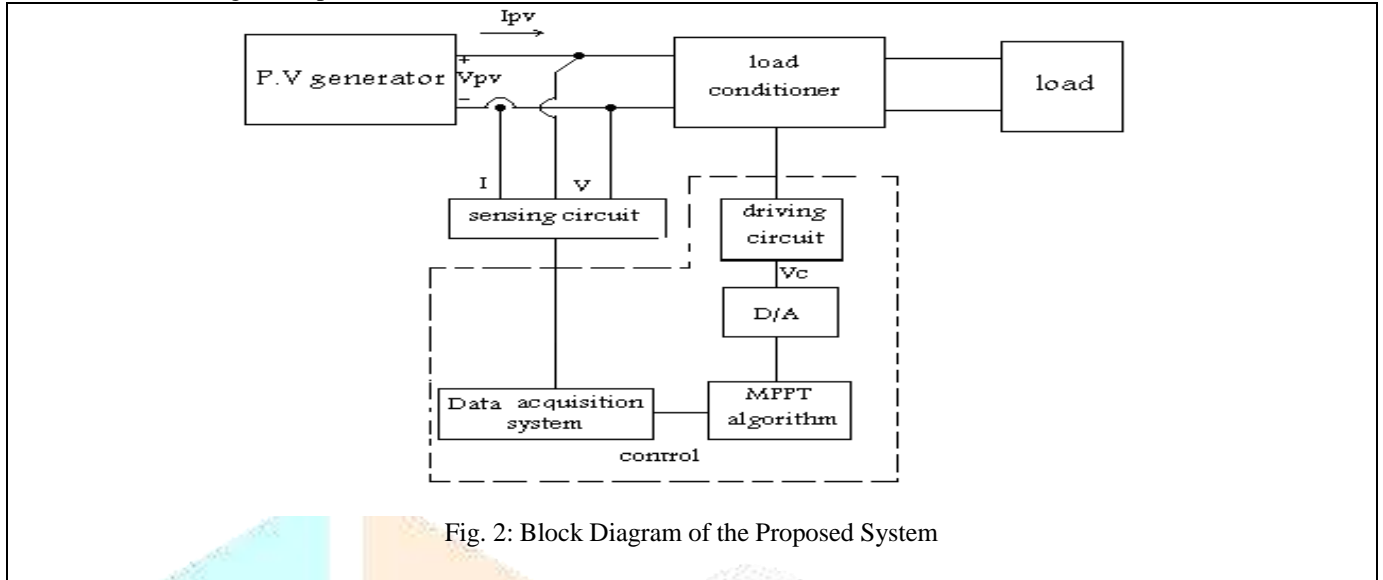 Ipv
P.V generator
+
Vpv
−
load
conditioner
load
I
V
sensing circuit
driving
circuit
Vc
D/A
Data acquisition
system
MPPT
algorithm
control
Fig. 2: Block Diagram of the Proposed System